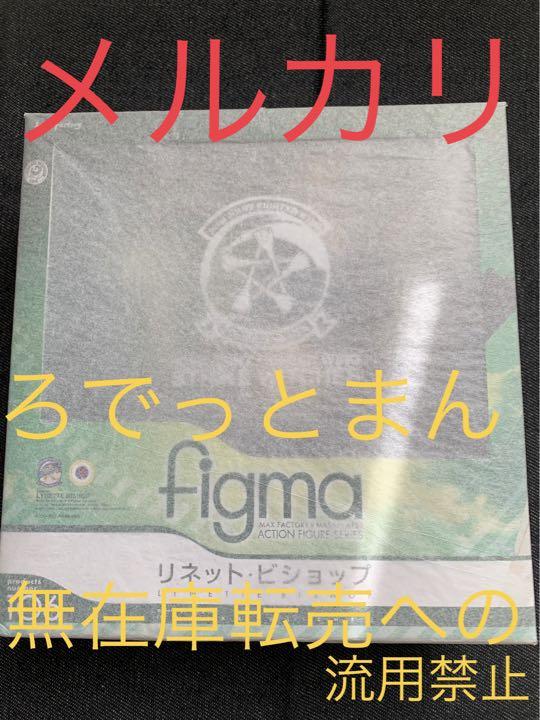 メルカリ
ろでっとまん
figma
MAX FACTORY × MASAKI APSY
ACTION FIGURE SERIES
リネット・ビショップ
LYNETTE BISHOP
無在庫転売への
流用禁止